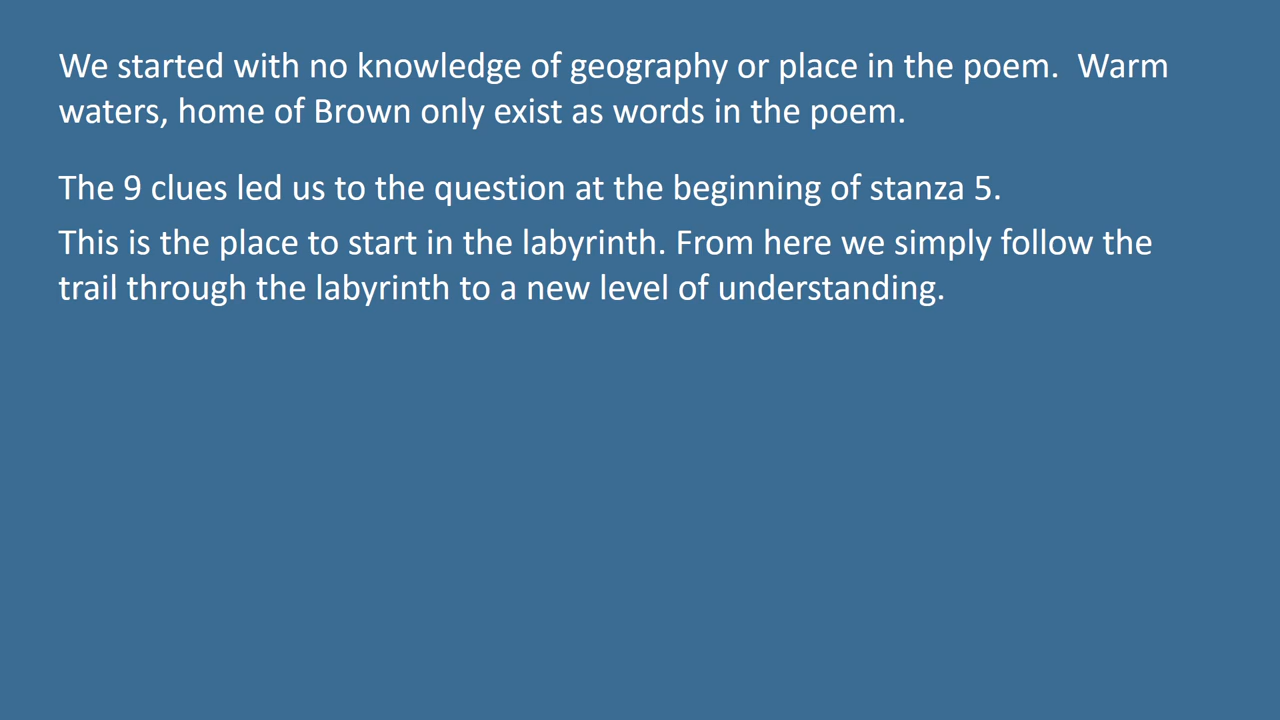 We started with no knowledge of geography or place in the poem.  Warm
waters, home of Brown only exist as words in the poem.
The 9 clues led us to the question at the beginning of stanza 5.
This is the place to start in the labyrinth. From here we simply follow the
trail through the labyrinth to a new level of understanding.